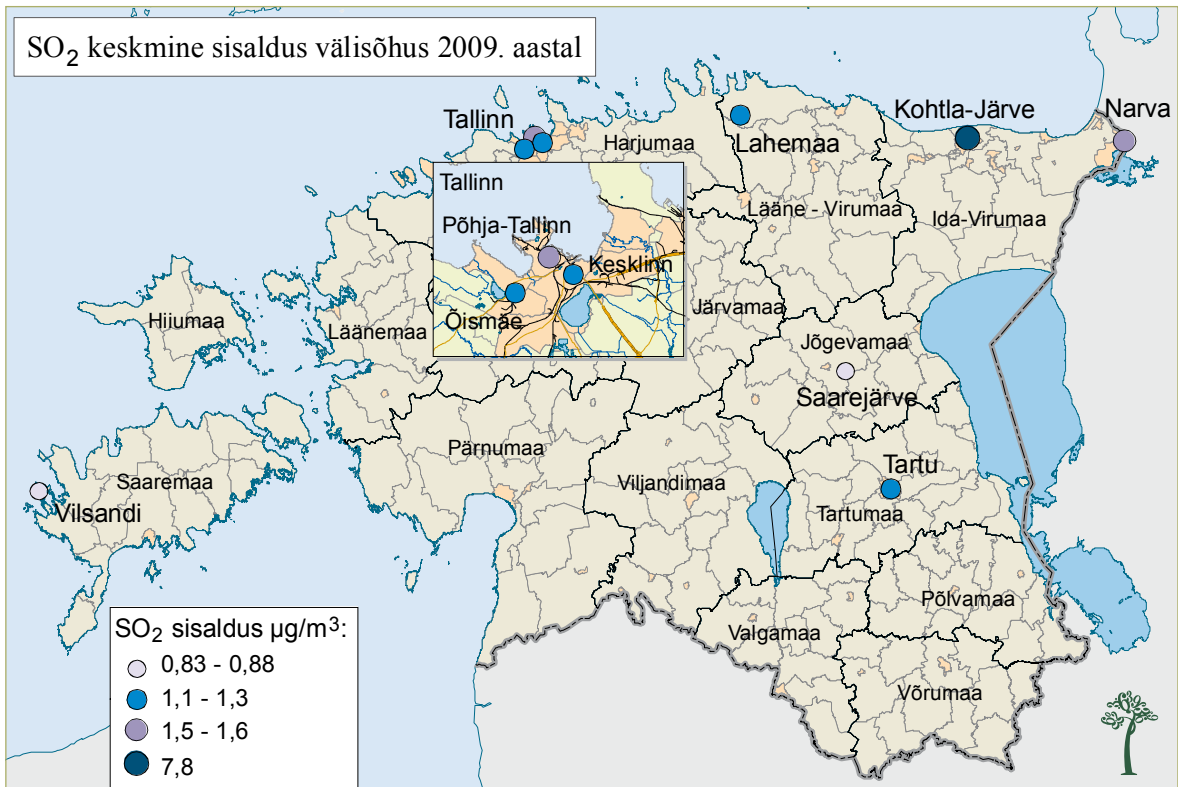 SO₂ keskmine sisaldus välisõhus 2009. aastal
Tallinn
Harjumaa
Lahemaa
Kohtla-Järve
Narva
Tallinn
Põhja-Tallinn
Kesklinn
Õismäe
Lääne - Virumaa
Ida-Virumaa
Hiiumaa
Läänemaa
Järvamaa
Jõgevamaa
Saarejärve
Pärnumaa
Saaremaa
Vilsandi
Viljandimaa
Tartu
Tartumaa
Põlvamaa
Valgamaa
Võrumaa
SO₂ sisaldus µg/m³:
0,83 - 0,88
1,1 - 1,3
1,5 - 1,6
7,8